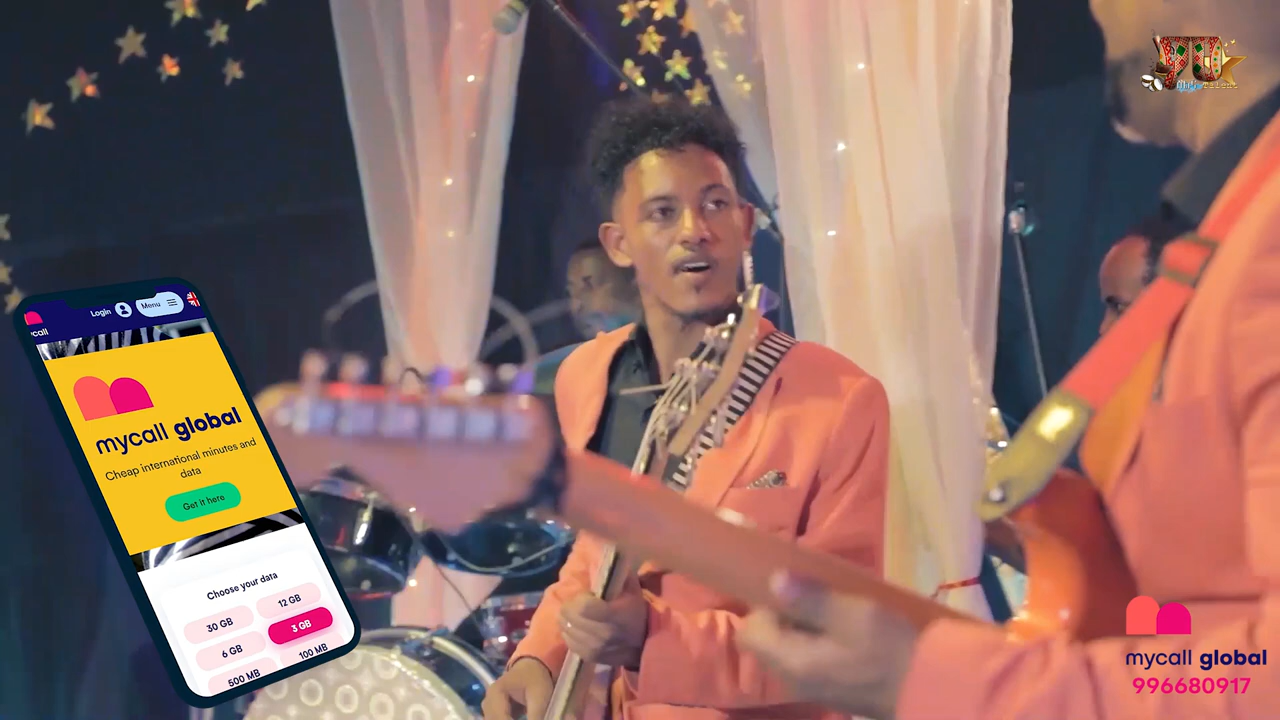 Login
Menu
mycall global
Cheap international minutes and
data
Get it here
Choose your data
30 GB
12 GB
6 GB
3 GB
500 MB
100 MB
mycall global
996680917